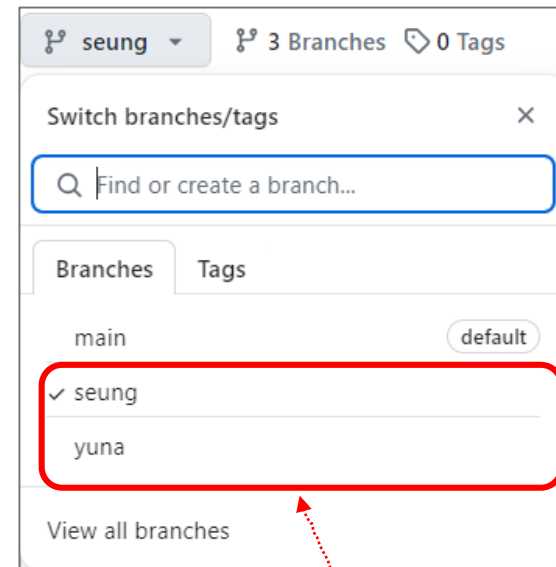 seung 3 Branches 0 Tags
Switch branches/tags
Find or create a branch...
Branches Tags
main default
seung
yuna
View all branches